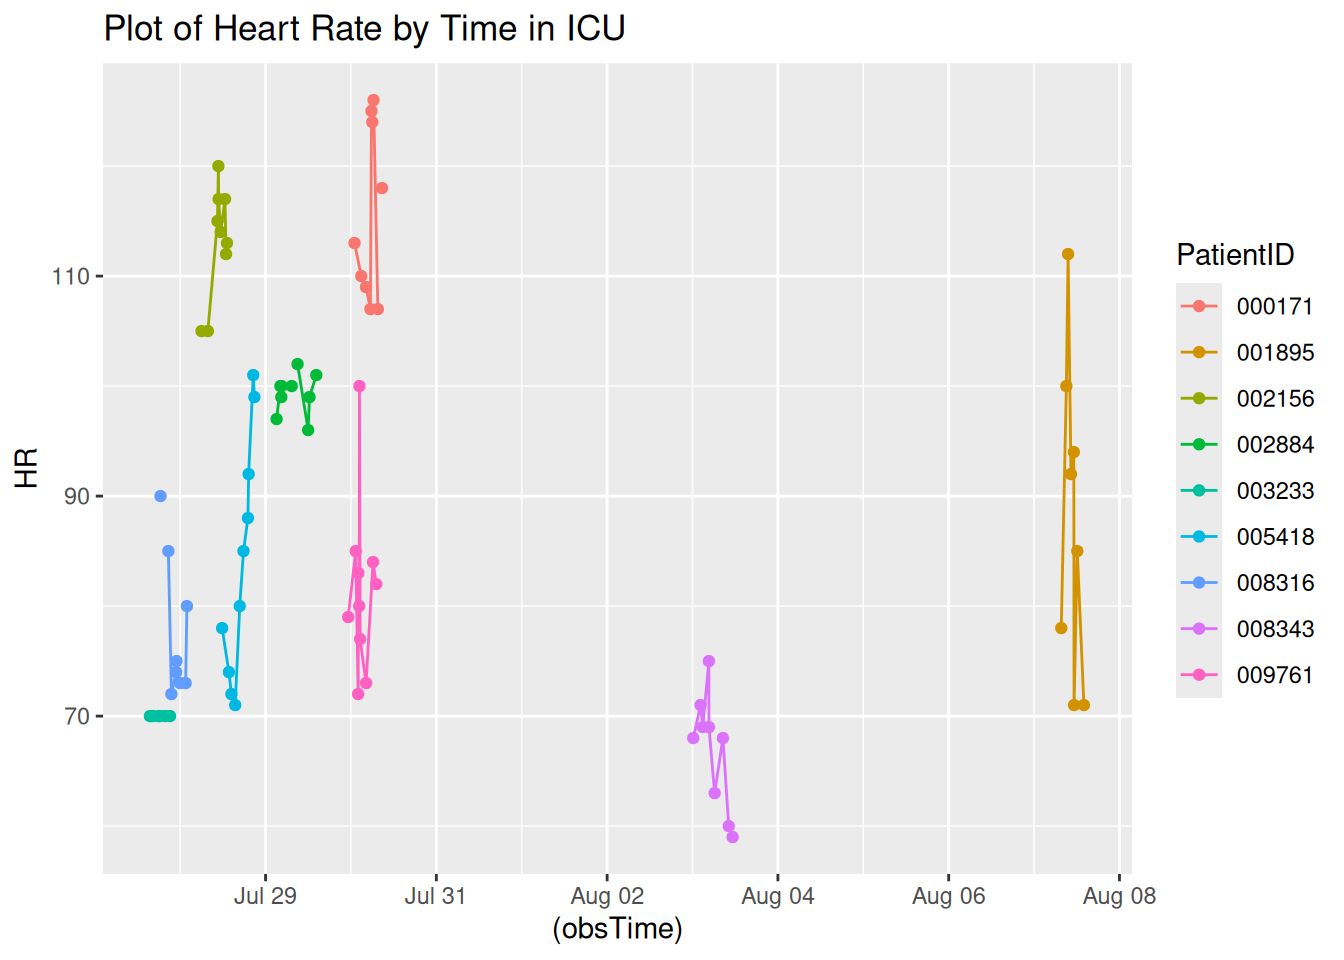 Plot of Heart Rate by Time in ICU
HR
110
90
70
Jul 29 Jul 31 Aug 02 Aug 04 Aug 06 Aug 08
(obsTime)
PatientID
000171
001895
002156
002884
003233
005418
008316
008343
009761